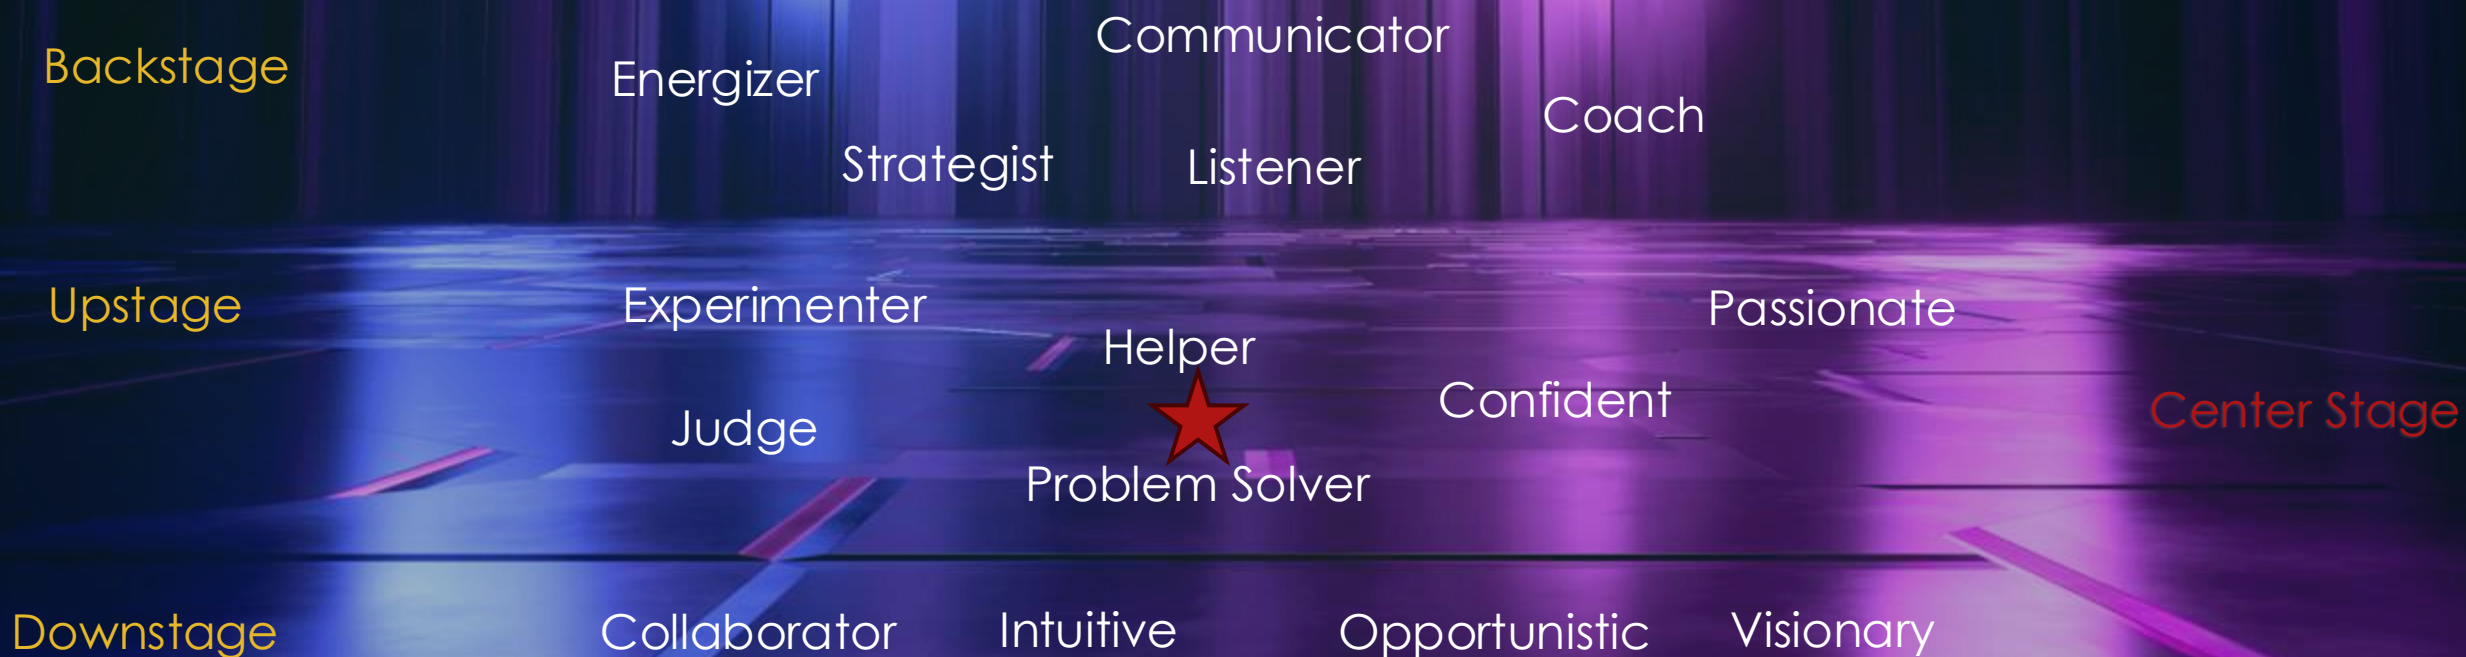 Communicator
Backstage
Energizer
Coach
Strategist
Listener
Upstage
Experimenter
Passionate
Helper
Confident
Center Stage
Judge
Problem Solver
Downstage
Collaborator
Intuitive
Opportunistic
Visionary